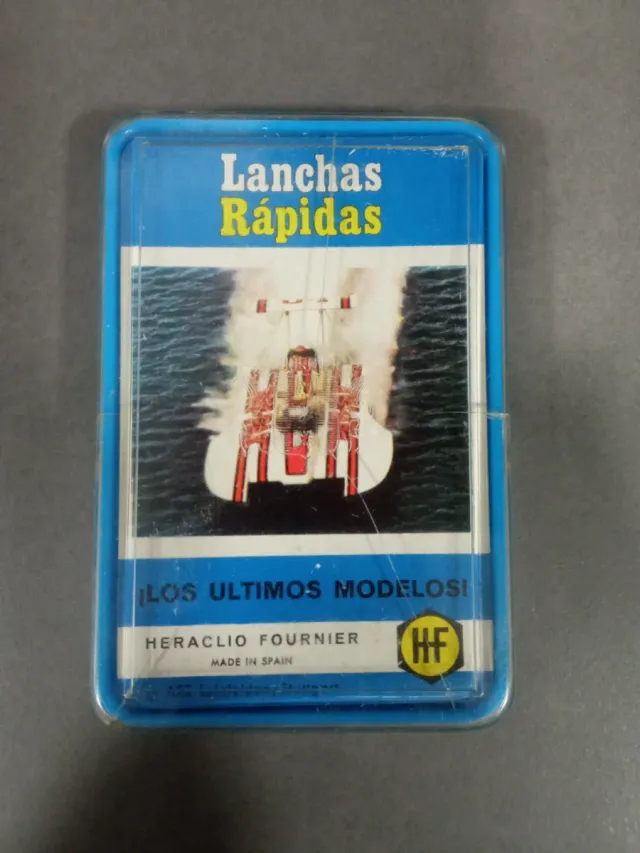 Lanchas
Rápidas
¡LOS ULTIMOS MODELOS!
HERACLIO FOURNIER
MADE IN SPAIN
HF